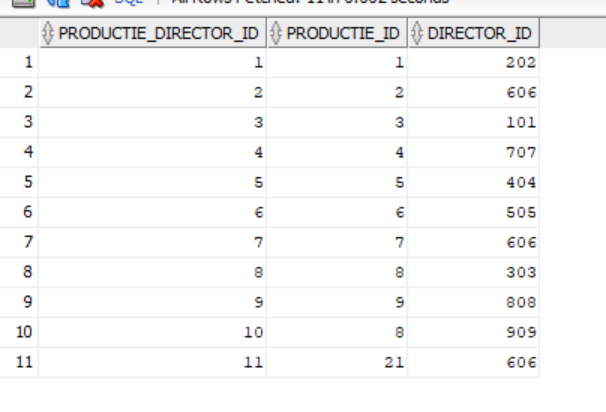 SQL | All Rows Fetched: 11 in 0.002 seconds
PRODUCTIE_DIRECTOR_ID PRODUCTIE_ID DIRECTOR_ID
1 1 1 202
2 2 2 606
3 3 3 101
4 4 4 707
5 5 5 404
6 6 6 505
7 7 7 606
8 8 8 303
9 9 9 808
10 10 8 909
11 11 21 606